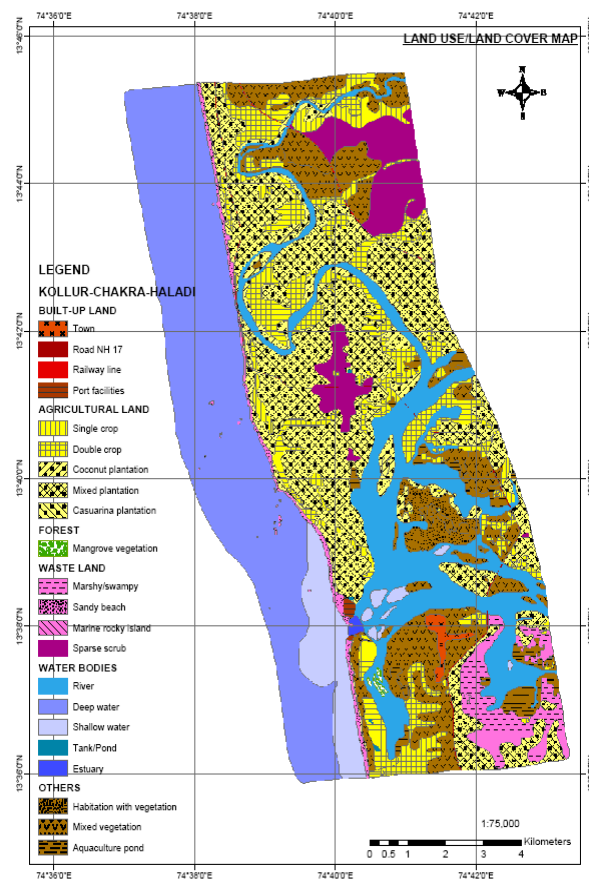 74°36'0"E 74°38'0"E 74°40'0"E 74°42'0"E
13°46'0"N
LAND USE/LAND COVER MAP
N
W E
S
13°44'0"N
LEGEND
KOLLUR-CHAKRA-HALADI
BUILT-UP LAND
Town
Road NH 17
Railway line
Port facilities
13°42'0"N
AGRICULTURAL LAND
Single crop
Double crop
Coconut plantation
Mixed plantation
Casuarina plantation
13°40'0"N
FOREST
Mangrove vegetation
WASTE LAND
Marshy/swampy
Sandy beach
Marine rocky island
Sparse scrub
13°38'0"N
WATER BODIES
River
Deep water
Shallow water
Tank/Pond
Estuary
13°36'0"N
OTHERS
Habitation with vegetation
Mixed vegetation
Aquaculture pond
1:75,000
Kilometers
0 0.5 1 2 3 4
74°36'0"E 74°38'0"E 74°40'0"E 74°42'0"E